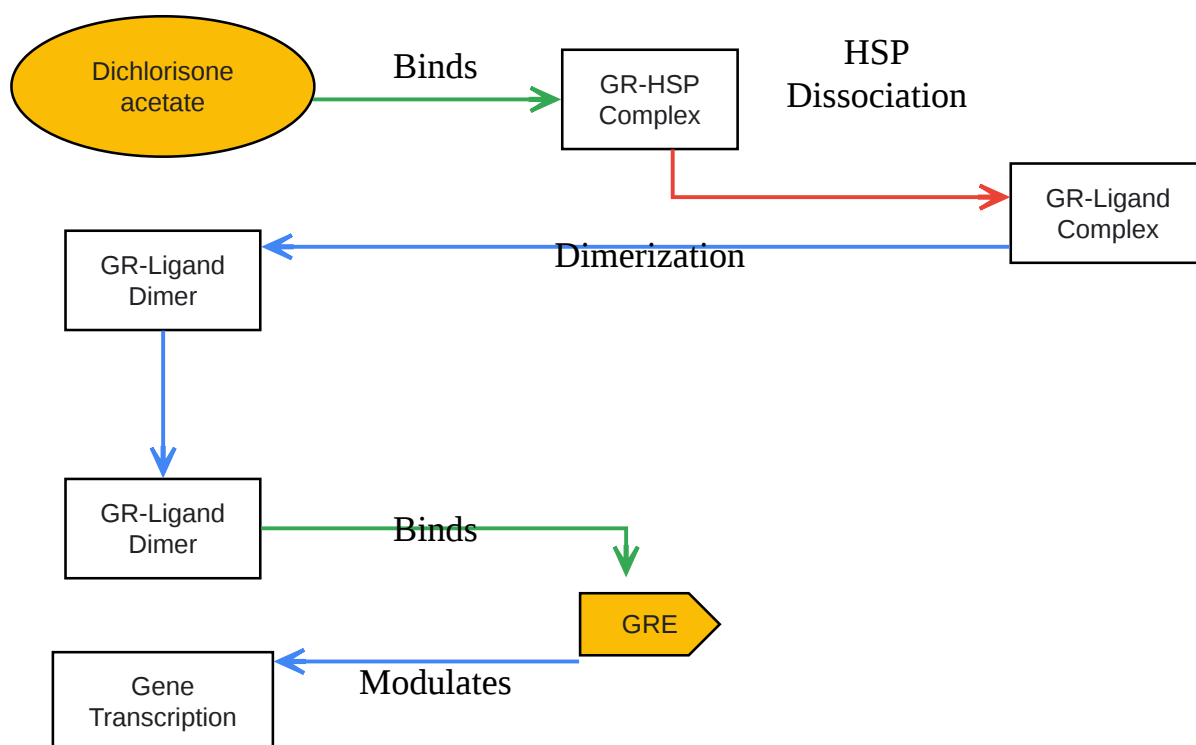 Dichlorisone
acetate
Binds
GR-HSP
Complex
HSP
Dissociation
GR-Ligand
Complex
Dimerization
GR-Ligand
Dimer
GR-Ligand
Dimer
Binds
GRE
Modulates
Gene
Transcription